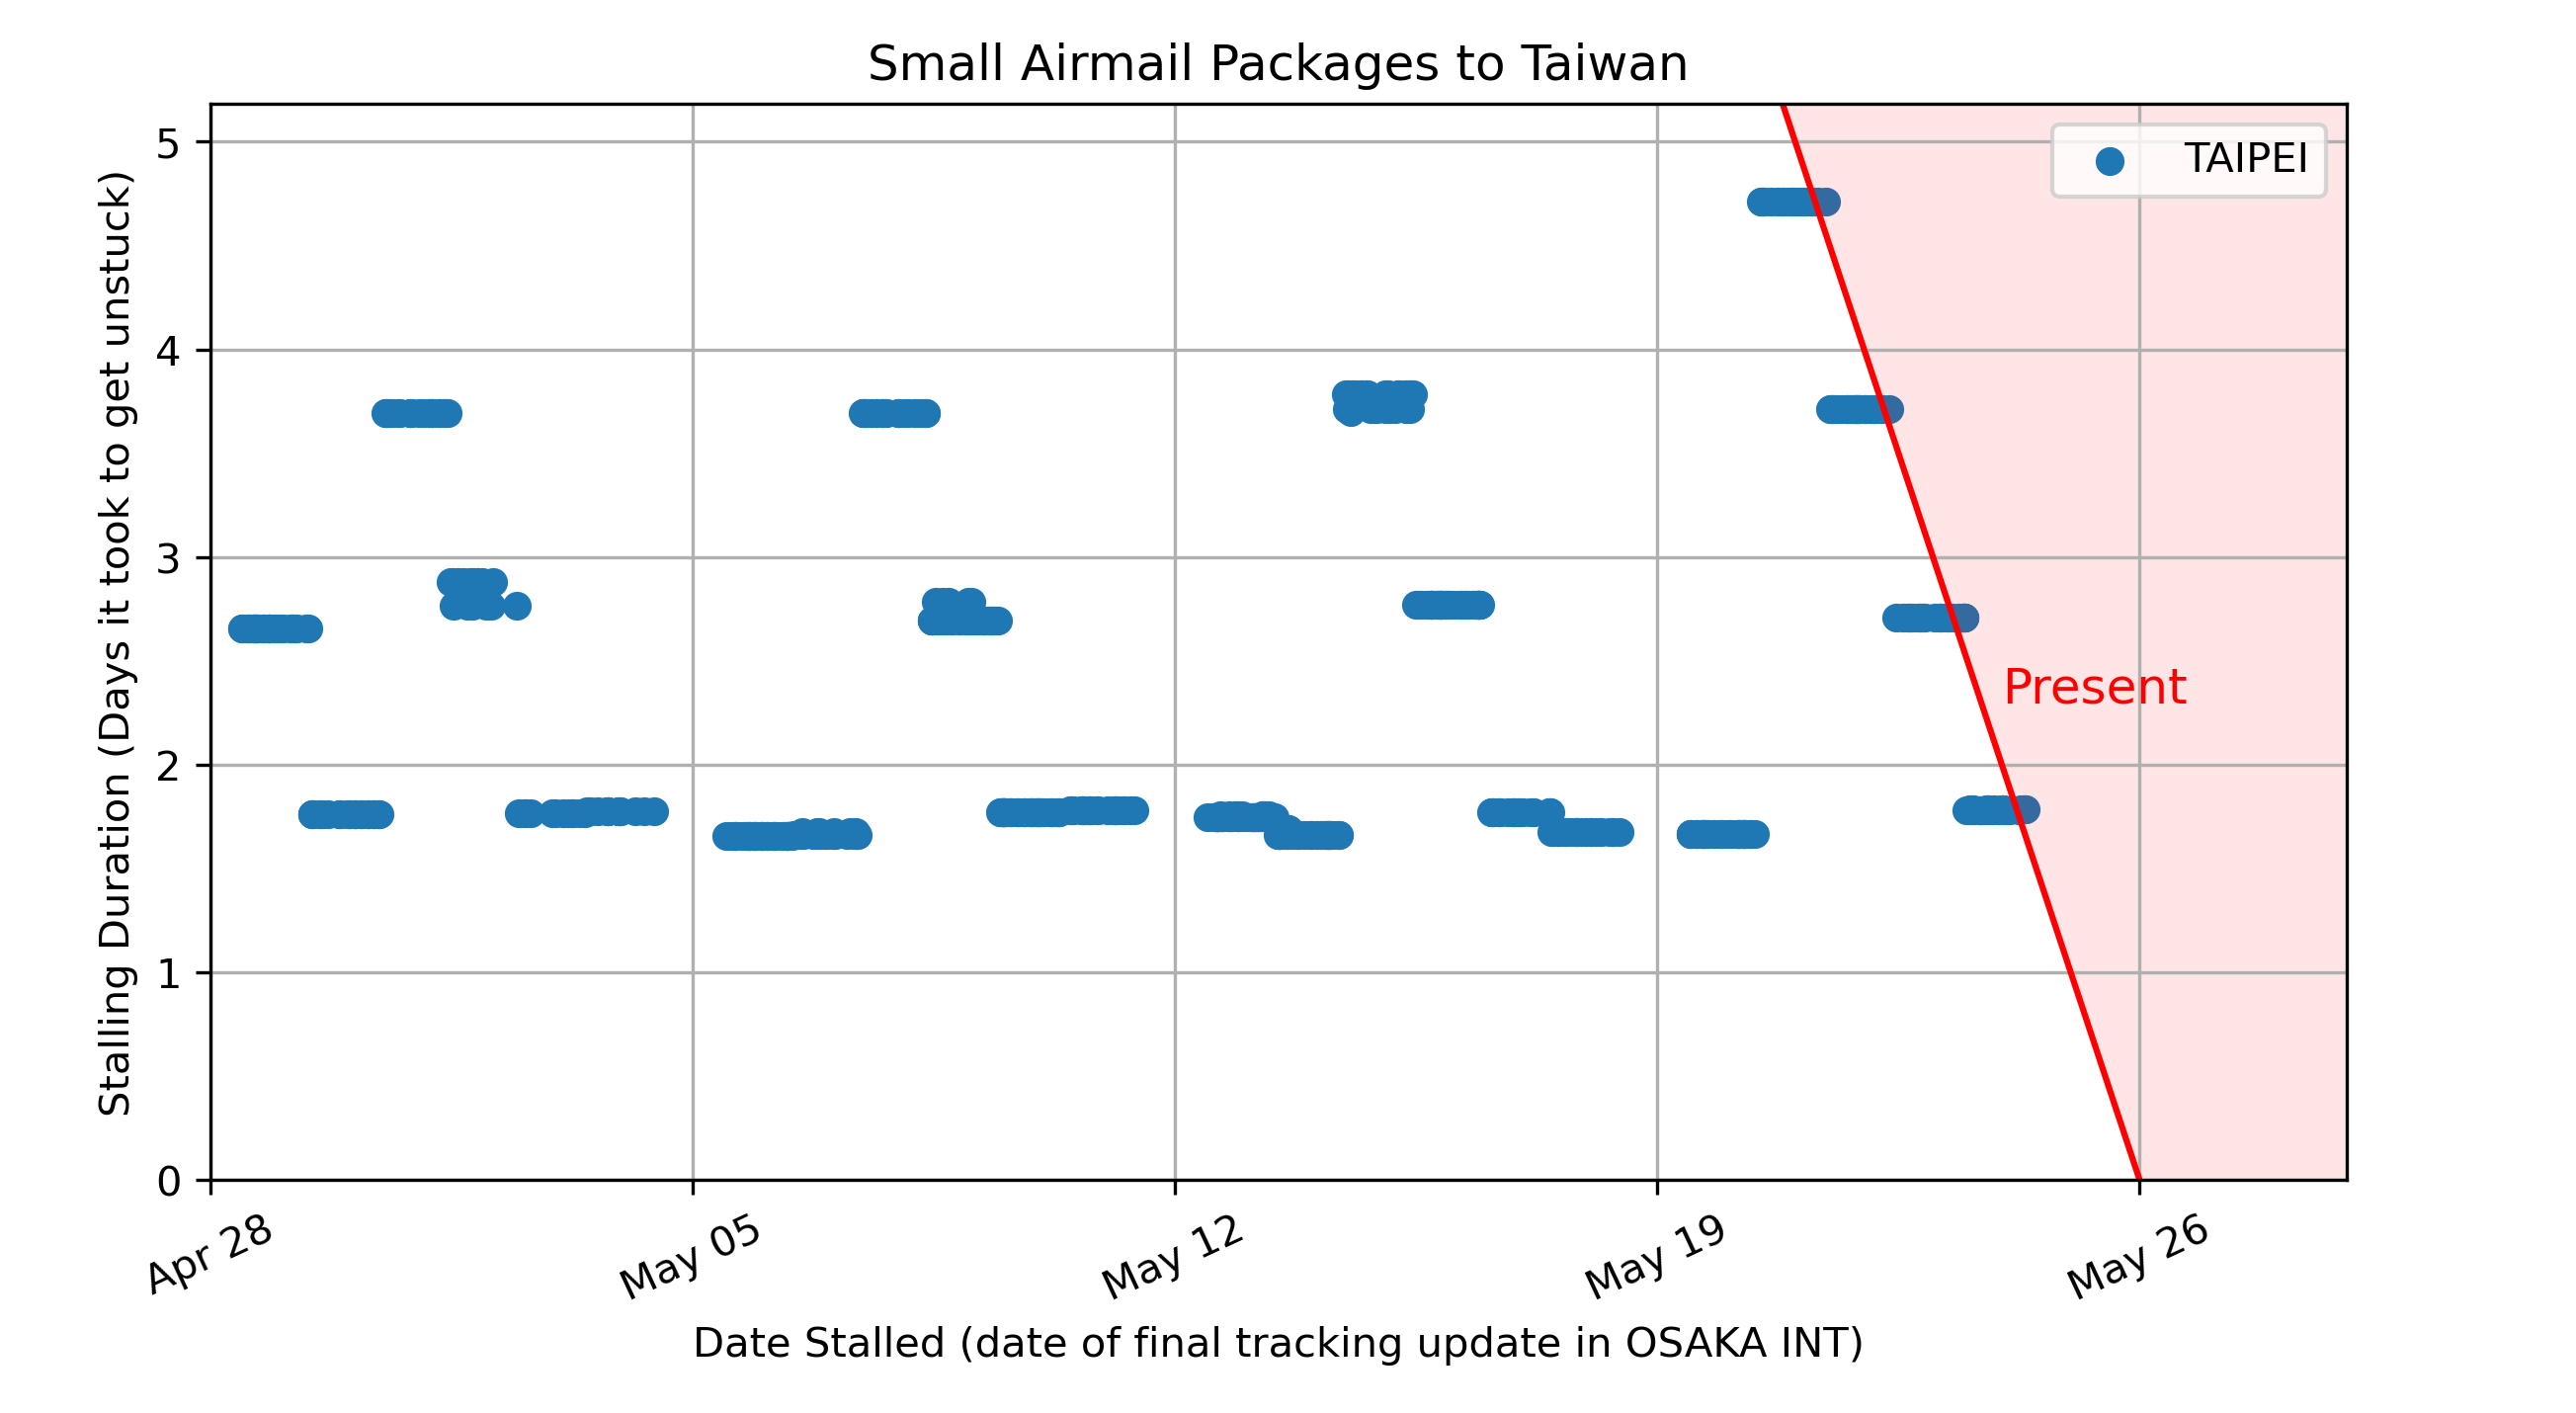 Small Airmail Packages to Taiwan
Stalling Duration (Days it took to get unstuck)
5
4
3
2
1
0
TAIPEI
Present
Apr 28
May 05
May 12
May 19
May 26
Date Stalled (date of final tracking update in OSAKA INT)